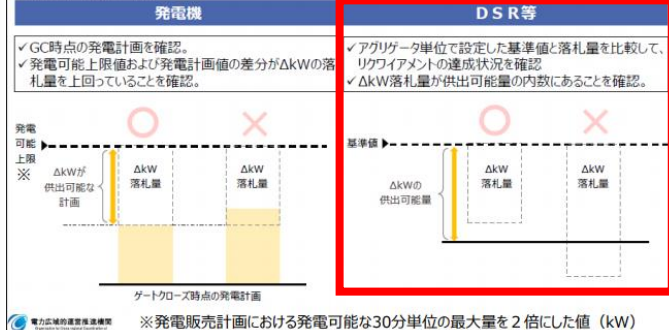 発電機
✓GC時点の発電計画を確認。
✓発電可能上限値および発電計画値の差分がΔkWの落
札量を上回っていることを確認。
発電
可能
上限
※
ΔkWが
供出可能な
計画
ΔkW
落札量
ΔkW
落札量
ゲートクローズ時点の発電計画
DSR等
✓アグリゲータ単位で設定した基準値と落札量を比較して、
リクワイアメントの達成状況を確認
✓ΔkW落札量が供出可能量の内数にあることを確認。
基準値
ΔkWの
供出可能量
ΔkW
落札量
ΔkW
落札量
電力広域的運営推進機関
※発電販売計画における発電可能な30分単位の最大量を2倍にした値（kW）